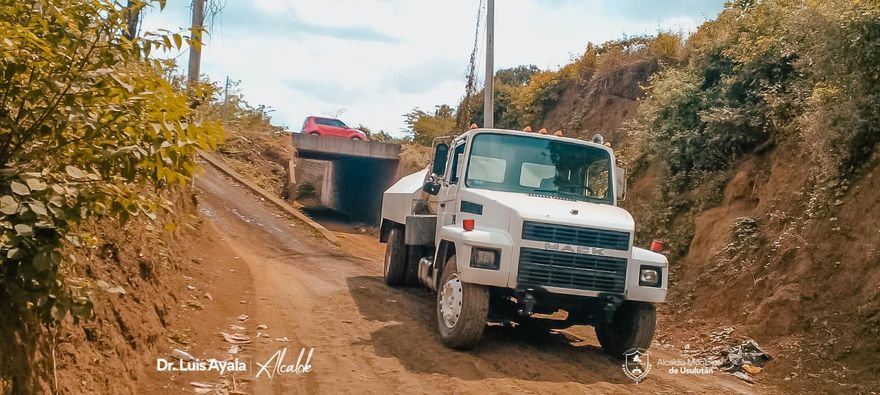 MACK
Dr. Luis Ayala
Alcalde
Alcaldía Municipal
de Usulután